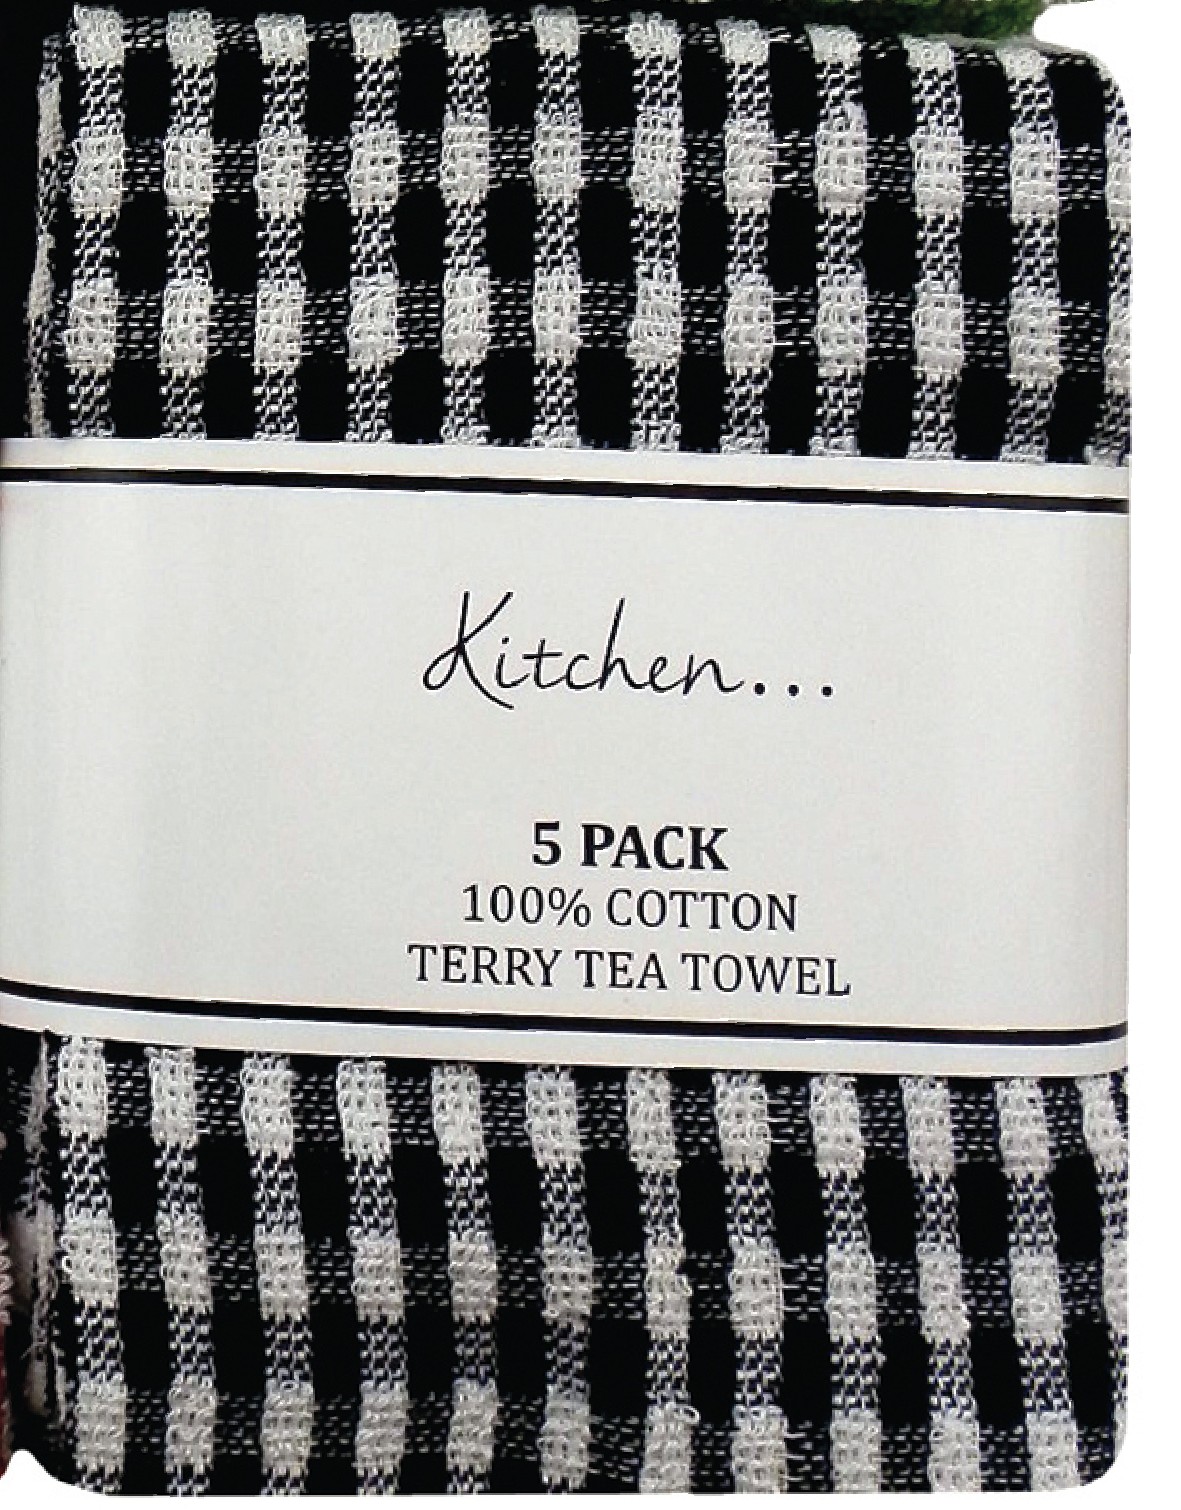 Kitchen...
5 PACK
100% COTTON
TERRY TEA TOWEL